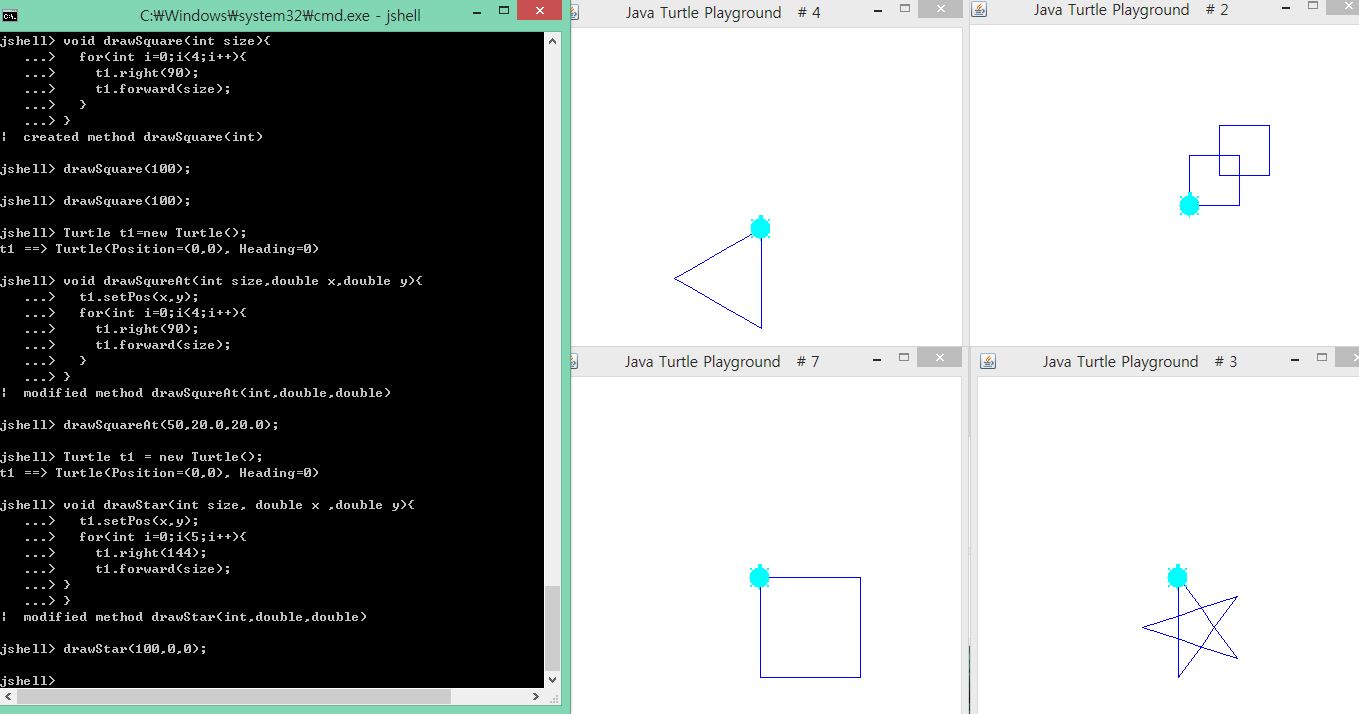 C:₩Windows₩system32₩cmd.exe - jshell
jshell> void drawSquare(int size){
   ...>   for(int i=0;i<4;i++){
   ...>     t1.right(90);
   ...>     t1.forward(size);
   ...>   }
   ...> }
|  created method drawSquare(int)
jshell> drawSquare(100);
jshell> drawSquare(100);
jshell> Turtle t1=new Turtle();
t1 ==> Turtle(Position=(0,0), Heading=0)
jshell> void drawSqureAt(int size,double x,double y){
   ...>   t1.setPos(x,y);
   ...>   for(int i=0;i<4;i++){
   ...>     t1.right(90);
   ...>     t1.forward(size);
   ...>   }
   ...> }
|  modified method drawSqureAt(int,double,double)
jshell> drawSquareAt(50,20.0,20.0);
jshell> Turtle t1 = new Turtle();
t1 ==> Turtle(Position=(0,0), Heading=0)
jshell> void drawStar(int size, double x ,double y){
   ...>   t1.setPos(x,y);
   ...>   for(int i=0;i<5;i++){
   ...>     t1.right(144);
   ...>     t1.forward(size);
   ...> }
   ...> }
|  modified method drawStar(int,double,double)
jshell> drawStar(100,0,0);
jshell>
Java Turtle Playground # 4
Java Turtle Playground # 2
Java Turtle Playground # 7
Java Turtle Playground # 3